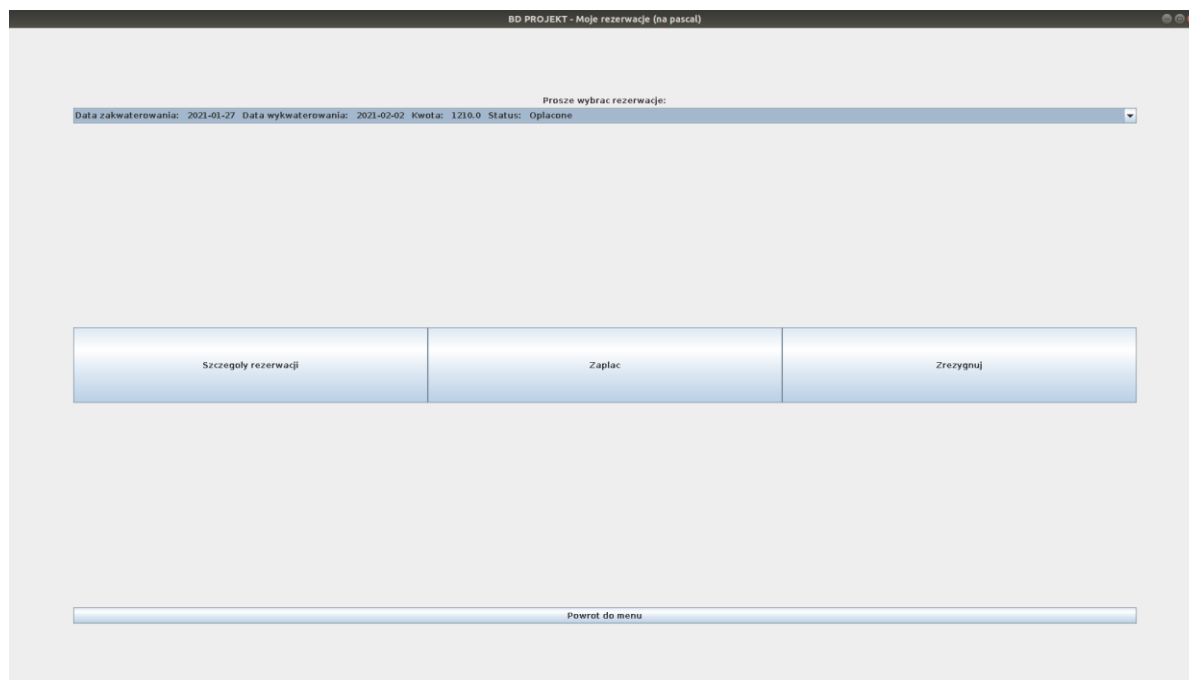 BD PROJEKT - Moje rezerwacje (na pascal)
Prosze wybrac rezerwacje:
Data zakwaterowania: 2021-01-27 Data wykwaterowania: 2021-02-02 Kwota: 1210.0 Status: Oplacone
Szczegoly rezerwacji Zaplac Zrezygnuj
Powrot do menu